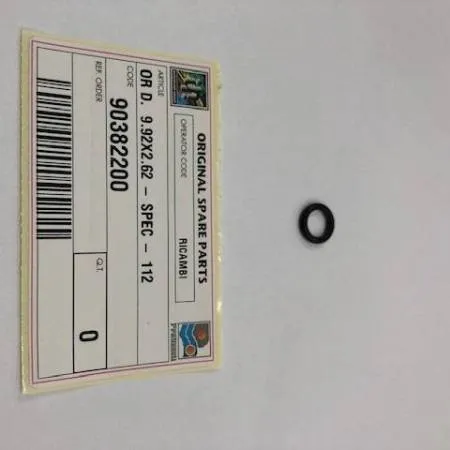 ORIGINAL SPARE PARTS
OPERATOR CODE
RICAMBI
ARTICLE
OR D. 9.92X2.62 - SPEC - 112
CODE
90382200
REF. ORDER
Q.T.
0